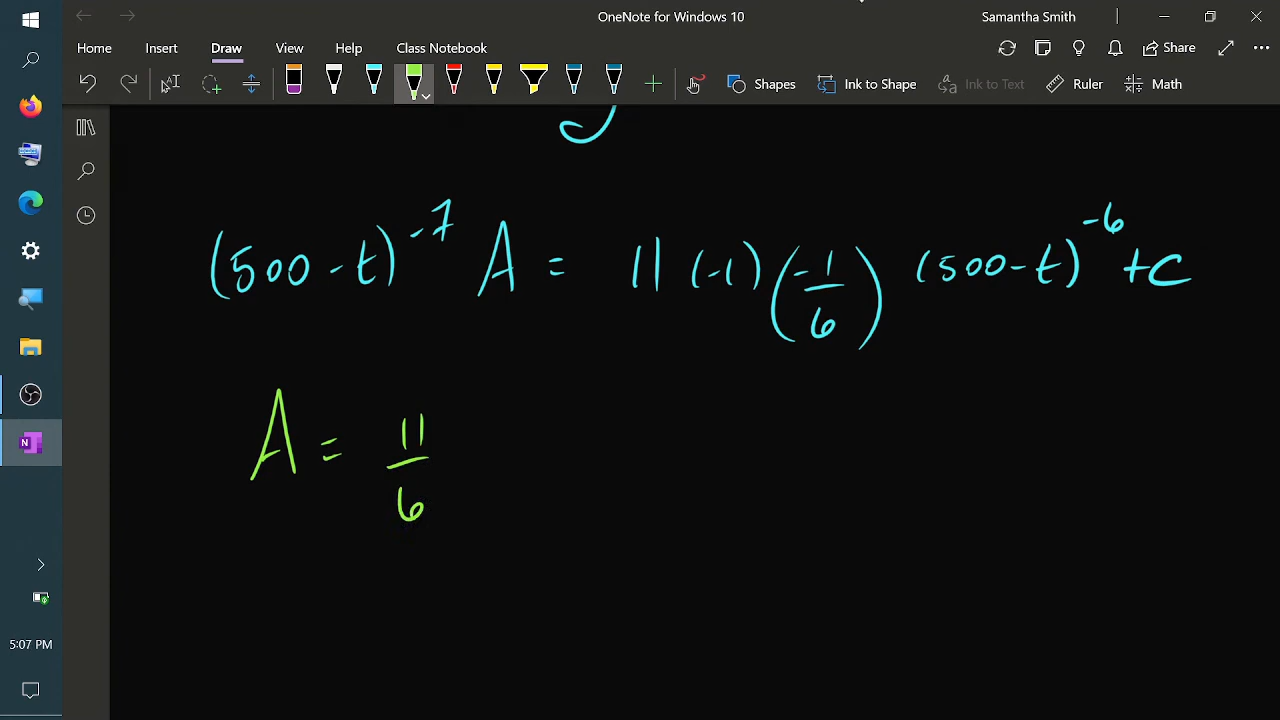 OneNote for Windows 10
Samantha Smith
Home Insert Draw View Help Class Notebook
Share
Shapes Ink to Shape Ink to Text Ruler Math
(500-t)^-7 A = 11(-1)(-1/6)(500-t)^-6 +C
A = 11/6
5:07 PM